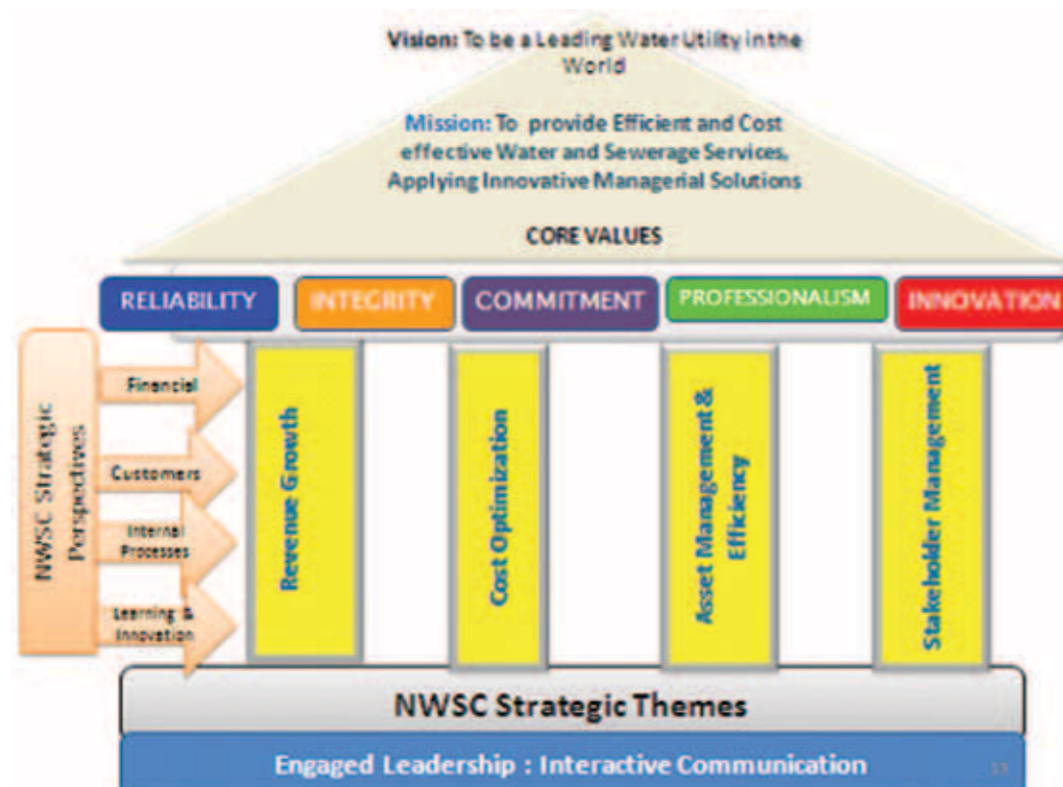 Vision: To be a Leading Water Utility in the
World
Mission: To provide Efficient and Cost
effective Water and Sewerage Services,
Applying Innovative Managerial Solutions
CORE VALUES
RELIABILITY
INTEGRITY
COMMITMENT
PROFESSIONALISM
INNOVATION
NWSC Strategic
Perspectives
Financial
Customers
Internal
Processes
Learning &
Innovation
Revenue Growth
Cost Optimization
Asset Management &
Efficiency
Stakeholder Management
NWSC Strategic Themes
Engaged Leadership : Interactive Communication